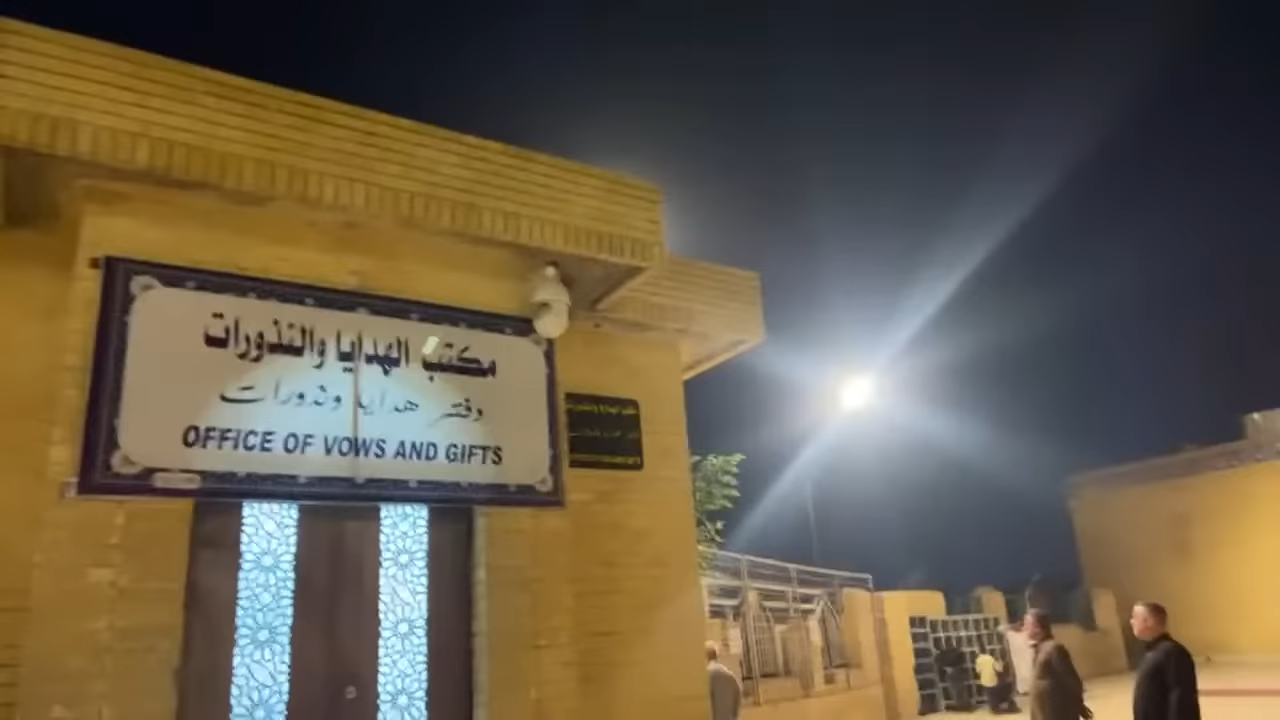 مكتب الهدايا والنذورات
دفتر هدايا ونذورات
OFFICE OF VOWS AND GIFTS